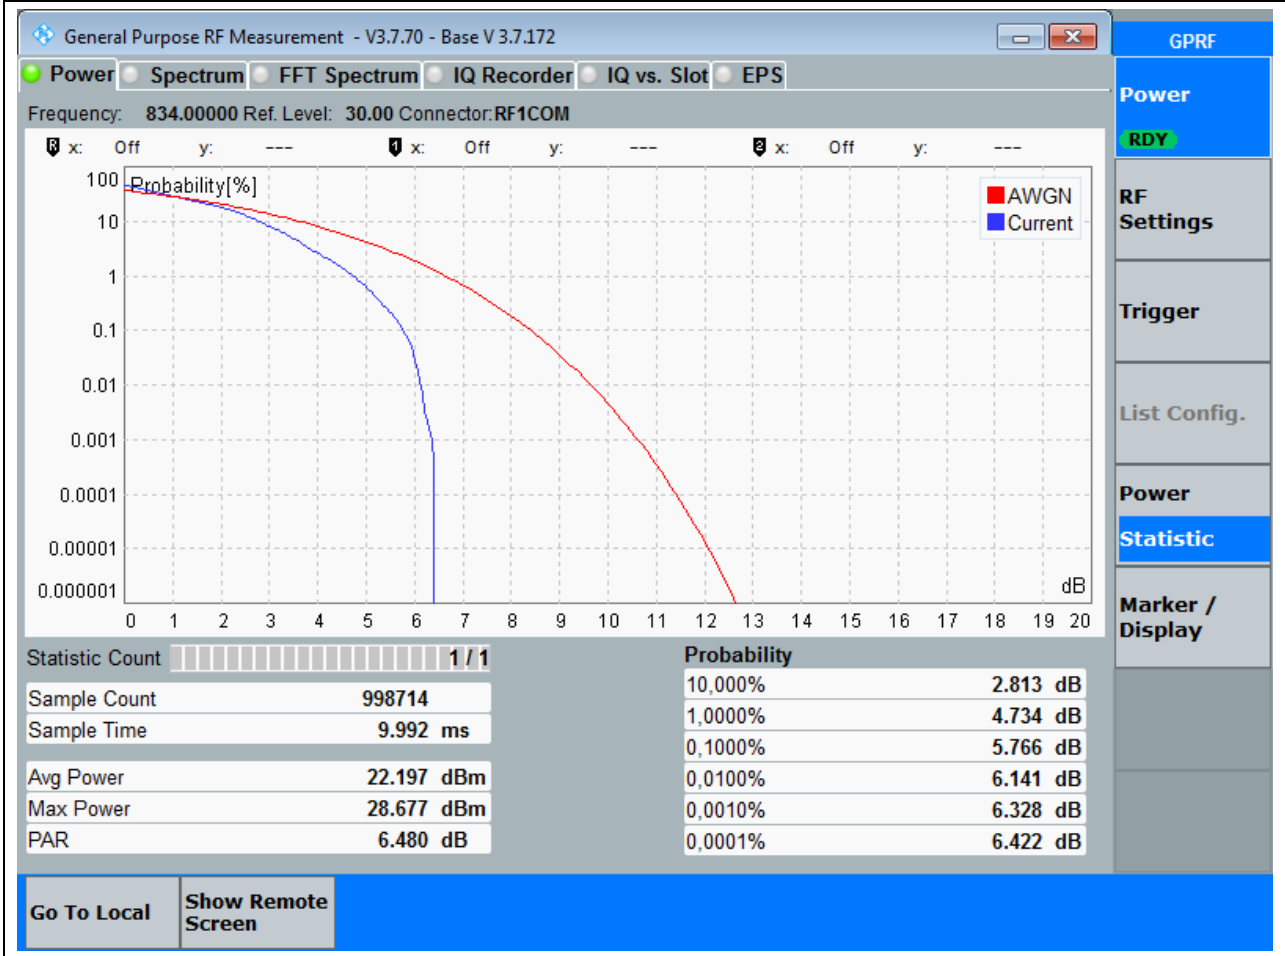 General Purpose RF Measurement - V3.7.70 - Base V 3.7.172
GPRF
Power Spectrum FFT Spectrum IQ Recorder IQ vs. Slot EPS
Frequency: 834.00000 Ref. Level: 30.00 Connector: RF1COM
R x: Off y: --- 1 x: Off y: --- 2 x: Off y: ---
Probability[%]
AWGN
Current
100
10
1
0.1
0.01
0.001
0.0001
0.00001
0.000001
dB
0 1 2 3 4 5 6 7 8 9 10 11 12 13 14 15 16 17 18 19 20
Statistic Count 1 / 1
Sample Count 998714
Sample Time 9.992 ms
Avg Power 22.197 dBm
Max Power 28.677 dBm
PAR 6.480 dB
Probability
10,000% 2.813 dB
1,0000% 4.734 dB
0,1000% 5.766 dB
0,0100% 6.141 dB
0,0010% 6.328 dB
0,0001% 6.422 dB
Power
RDY
RF
Settings
Trigger
List Config.
Power
Statistic
Marker /
Display
Go To Local
Show Remote
Screen